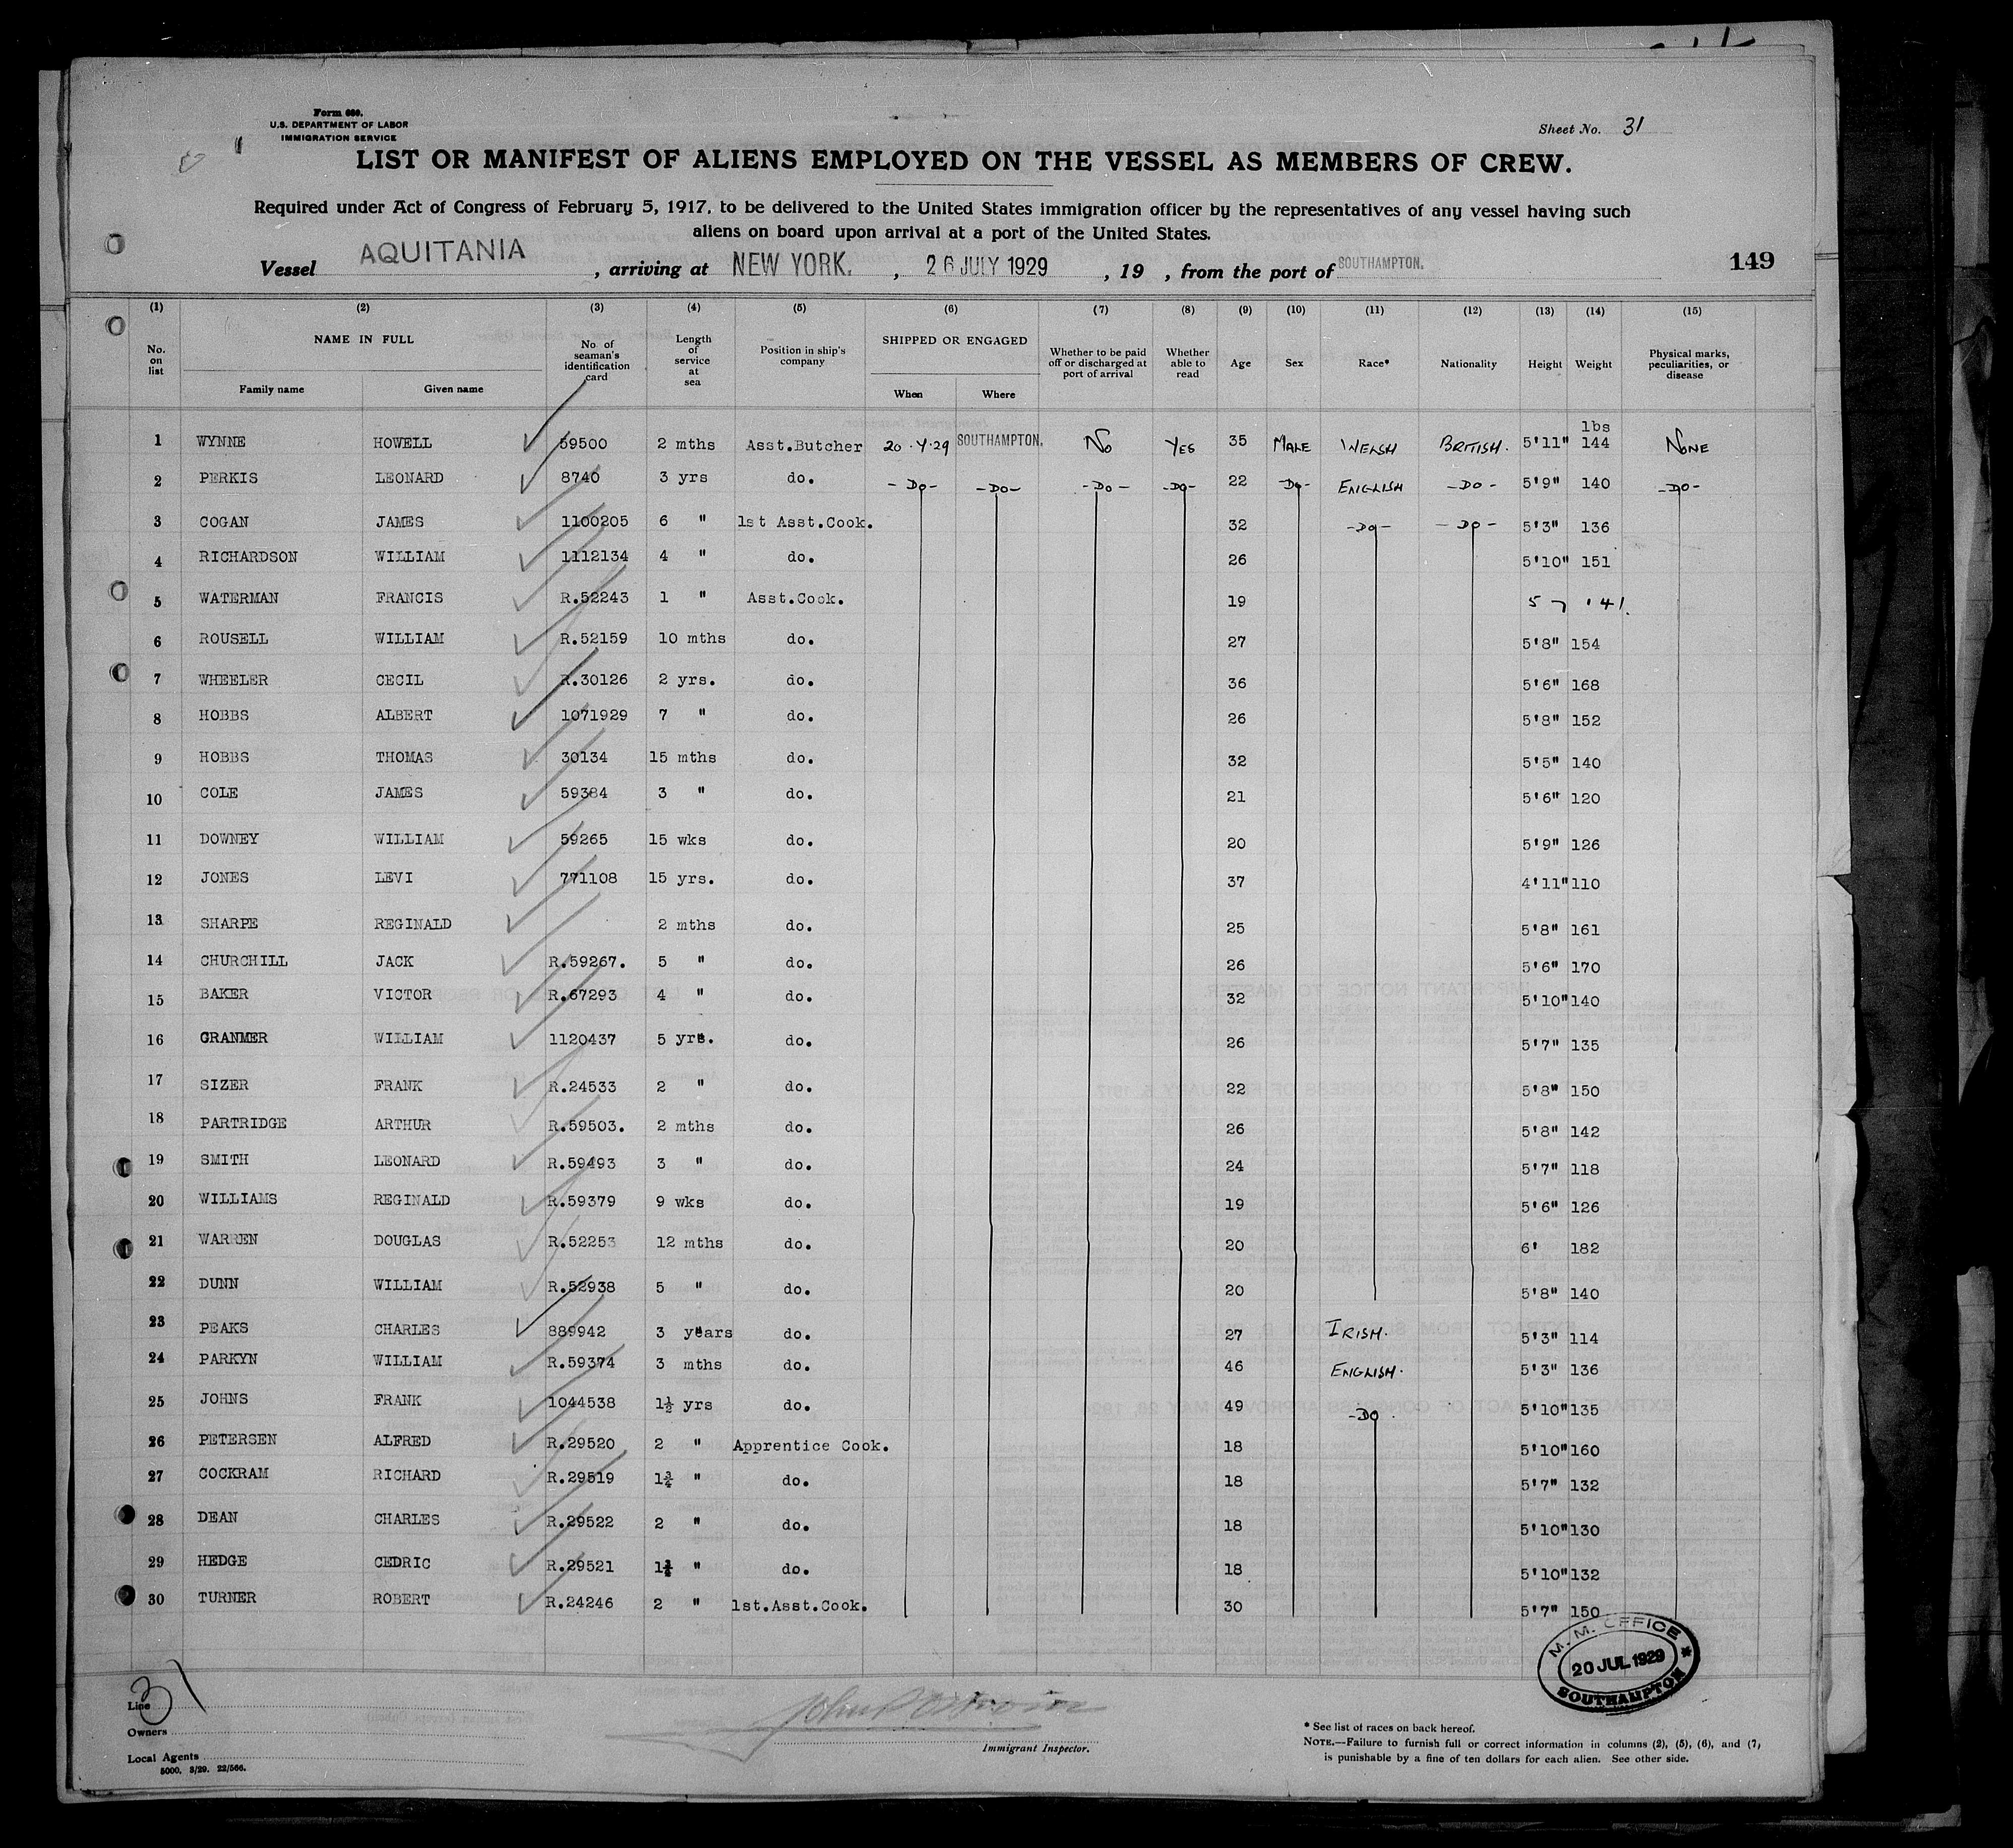 Form 680.
U.S. DEPARTMENT OF LABOR
IMMIGRATION SERVICE
Sheet No. 31
LIST OR MANIFEST OF ALIENS EMPLOYED ON THE VESSEL AS MEMBERS OF CREW.
Required under Act of Congress of February 5, 1917, to be delivered to the United States immigration officer by the representatives of any vessel having such
aliens on board upon arrival at a port of the United States.
Vessel AQUITANIA, arriving at NEW YORK., 26 JULY 1929, 19 , from the port of SOUTHAMPTON.
149
(1) (2) (3) (4) (5) (6) (7) (8) (9) (10) (11) (12) (13) (14) (15)
No. on list NAME IN FULL Family name Given name No. of seaman's identification card Length of service at sea Position in ship's company SHIPPED OR ENGAGED When Where Whether to be paid off or discharged at port of arrival Whether able to read Age Sex Race* Nationality Height Weight Physical marks, peculiarities, or disease
lbs
1 WYNNE HOWELL 59500 2 mths Asst.Butcher 20.7.29 SOUTHAMPTON. NO YES 35 MALE WELSH BRITISH. 5'11" 144 NONE
2 PERKIS LEONARD 8740 3 yrs do. -DO- -DO- -DO- -DO- 22 -DO- ENGLISH -DO- 5'9" 140 -DO-
3 COGAN JAMES 1100205 6 " 1st Asst.Cook. 32 -DO- -DO- 5'3" 136
4 RICHARDSON WILLIAM 1112134 4 " do. 26 5'10" 151
5 WATERMAN FRANCIS R.52243 1 " Asst.Cook. 19 5 7 141.
6 ROUSELL WILLIAM R.52159 10 mths do. 27 5'8" 154
7 WHEELER CECIL R.30126 2 yrs. do. 36 5'6" 168
8 HOBBS ALBERT 1071929 7 " do. 26 5'8" 152
9 HOBBS THOMAS 30134 15 mths do. 32 5'5" 140
10 COLE JAMES 59384 3 " do. 21 5'6" 120
11 DOWNEY WILLIAM 59265 15 wks do. 20 5'9" 126
12 JONES LEVI 771108 15 yrs. do. 37 4'11" 110
13 SHARPE REGINALD 2 mths do. 25 5'8" 161
14 CHURCHILL JACK R.59267. 5 " do. 26 5'6" 170
15 BAKER VICTOR R.67293 4 " do. 32 5'10" 140
16 CRANMER WILLIAM 1120437 5 yrs. do. 26 5'7" 135
17 SIZER FRANK R.24533 2 " do. 22 5'8" 150
18 PARTRIDGE ARTHUR R.59503. 2 mths do. 26 5'8" 142
19 SMITH LEONARD R.59493 3 " do. 24 5'7" 118
20 WILLIAMS REGINALD R.59379 9 wks do. 19 5'6" 126
21 WARREN DOUGLAS R.52253 12 mths do. 20 6' 182
22 DUNN WILLIAM R.52938 5 " do. 20 5'8" 140
23 PEAKS CHARLES 889942 3 years do. 27 IRISH. 5'3" 114
24 PARKYN WILLIAM R.59374 3 mths do. 46 ENGLISH. 5'3" 136
25 JOHNS FRANK 1044538 1½ yrs do. 49 -DO. 5'10" 135
26 PETERSEN ALFRED R.29520 2 " Apprentice Cook. 18 5'10" 160
27 COCKRAM RICHARD R.29519 1¾ " do. 18 5'7" 132
28 DEAN CHARLES R.29522 2 " do. 18 5'10" 130
29 HEDGE CEDRIC R.29521 1¾ " do. 18 5'10" 132
30 TURNER ROBERT R.24246 2 " 1st.Asst.Cook. 30 5'7" 150
M. M. OFFICE
20 JUL 1929
SOUTHAMPTON
31
Line
Owners
Local Agents
5000. 3/29. 22/566.
Immigrant Inspector.
* See list of races on back hereof.
NOTE.—Failure to furnish full or correct information in columns (2), (5), (6), and (7)
is punishable by a fine of ten dollars for each alien. See other side.